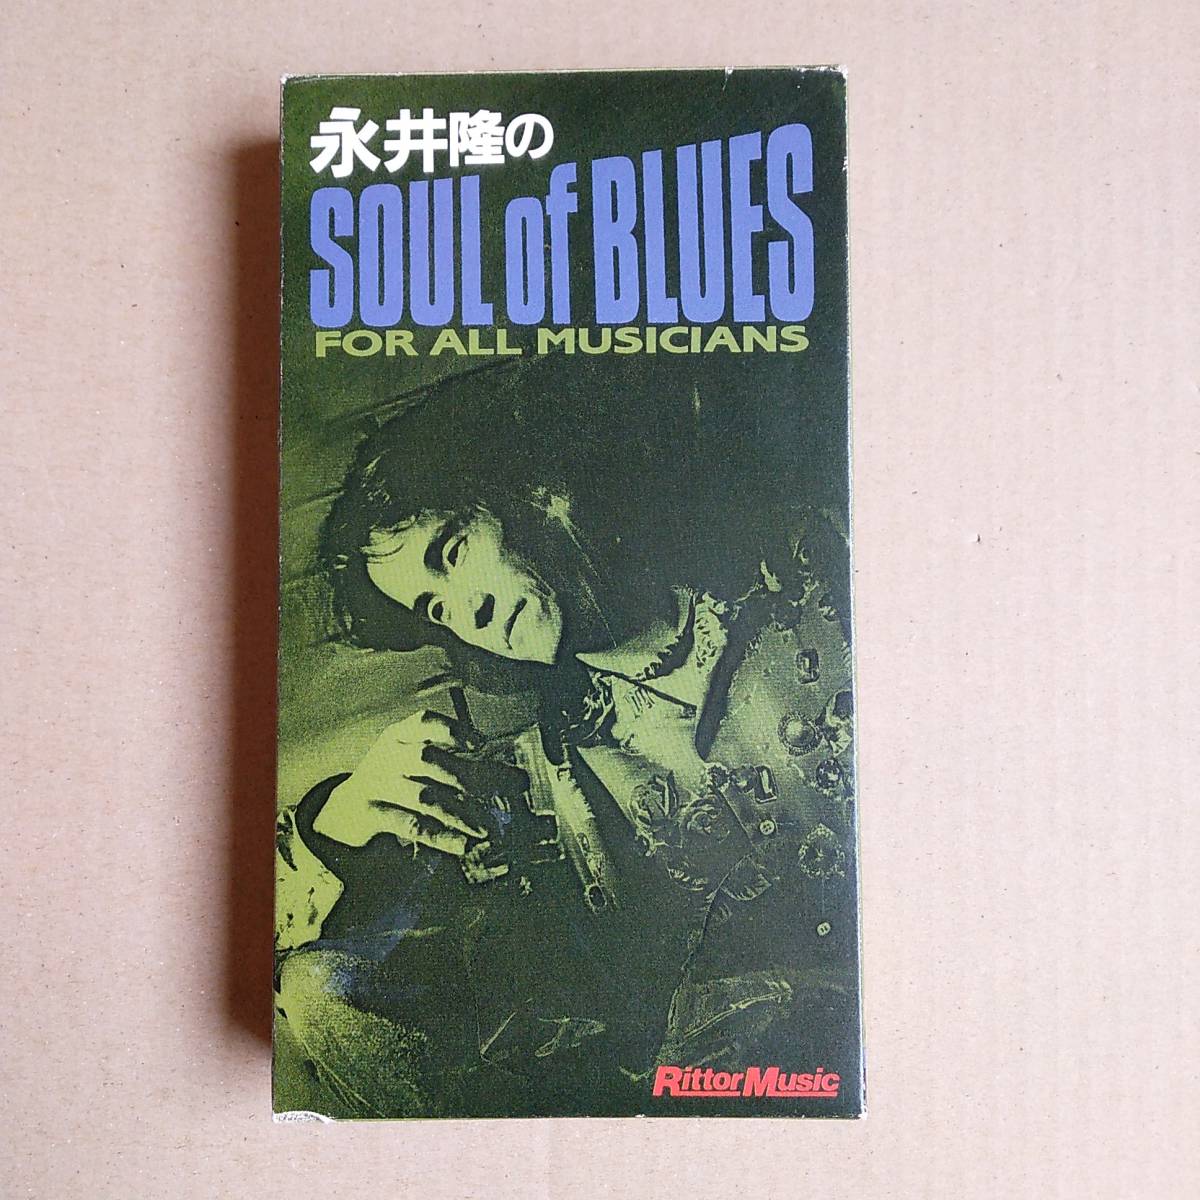 永井隆の
SOUL of BLUES
FOR ALL MUSICIANS
RittorMusic